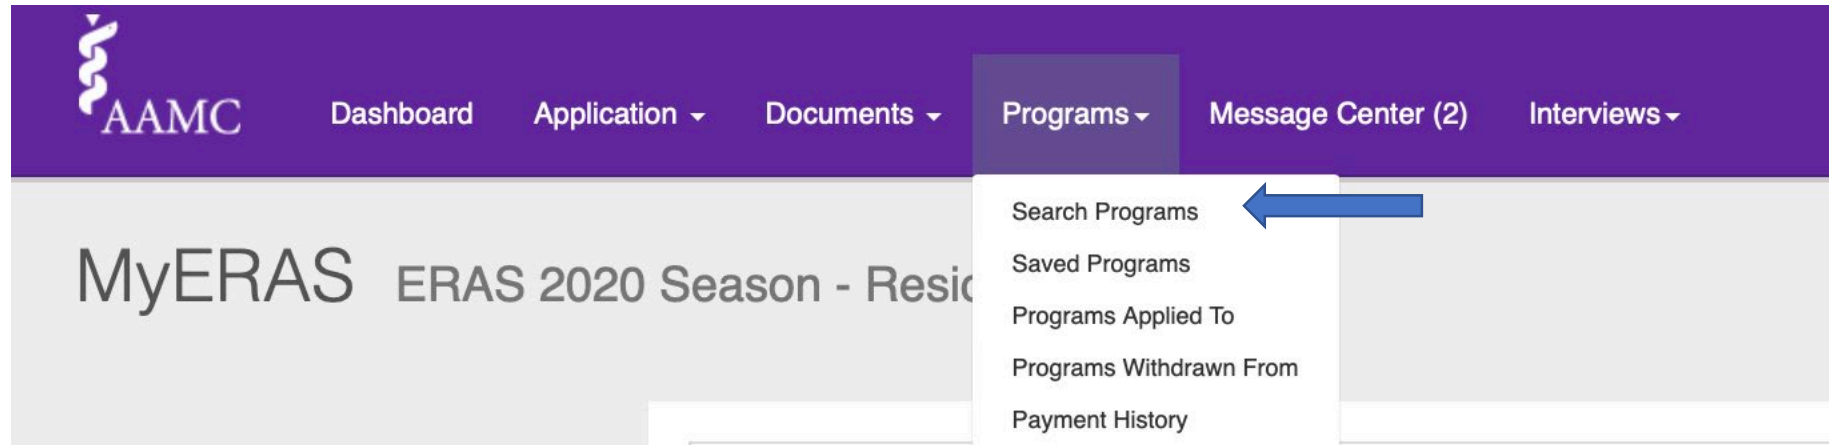 AAMC Dashboard Application Documents Programs Message Center (2) Interviews
Search Programs
Saved Programs
MyERAS ERAS 2020 Season - Resid
Programs Applied To
Programs Withdrawn From
Payment History